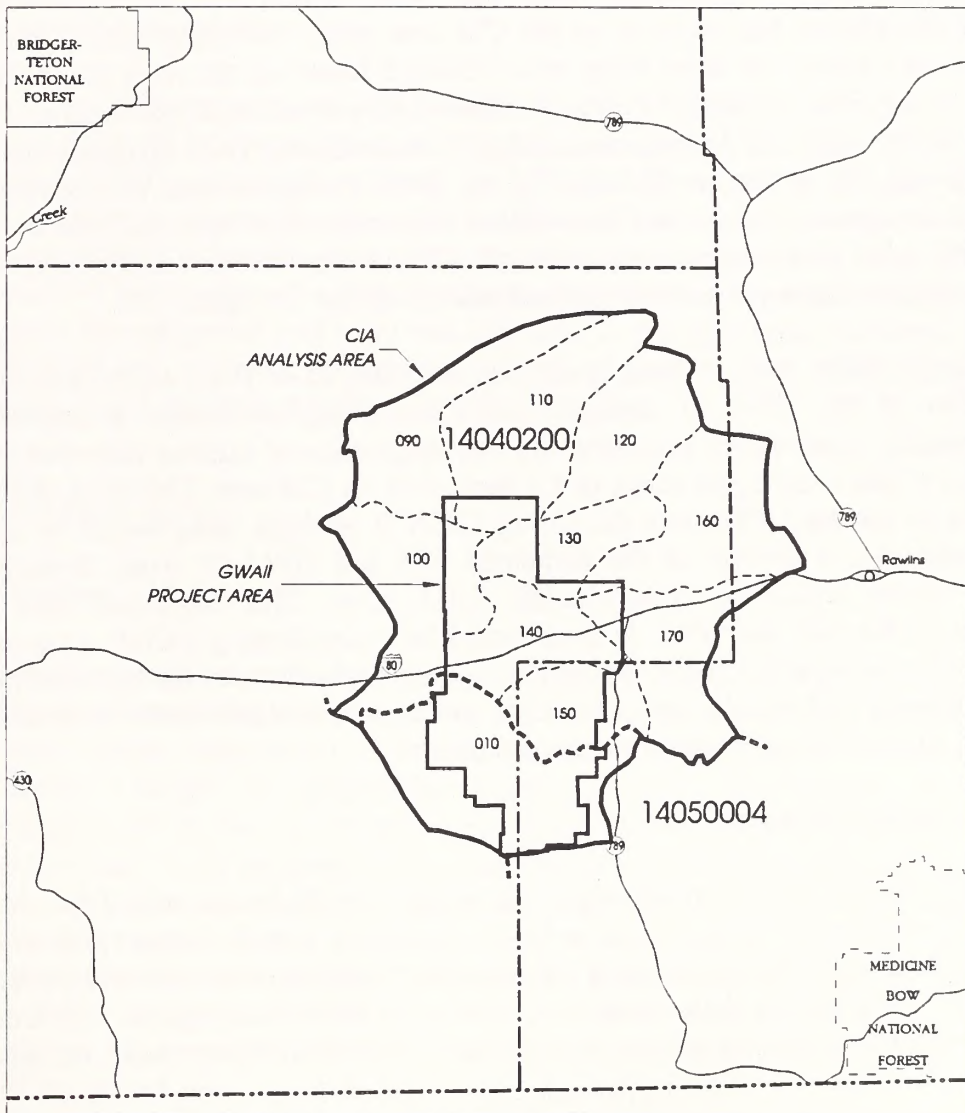 BRIDGER-
TETON
NATIONAL
FOREST
789
Creek
CIA
ANALYSIS AREA
110
090
14040200
120
160
789
130
100
Rawlins
GWAII
PROJECT AREA
140
170
80
150
010
430
14050004
789
MEDICINE
BOW
NATIONAL
FOREST